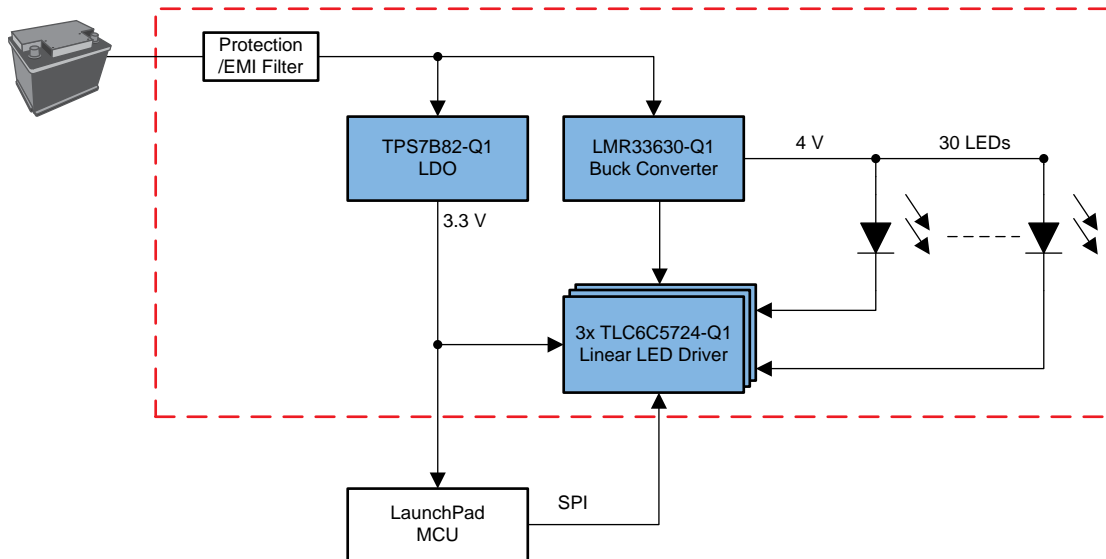 Protection
/EMI Filter
TPS7B82-Q1
LDO
LMR33630-Q1
Buck Converter
4 V
30 LEDs
3.3 V
3x TLC6C5724-Q1
Linear LED Driver
LaunchPad
MCU
SPI